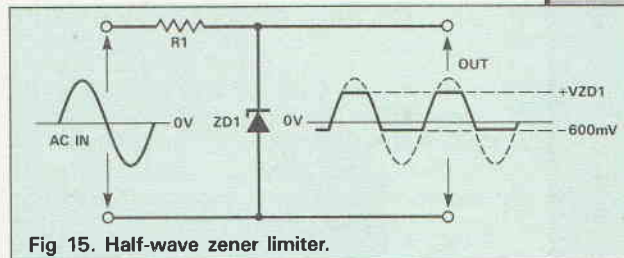 R1
OUT
+VZD1
0V
ZD1
0V
AC IN
−600mV
Fig 15. Half-wave zener limiter.